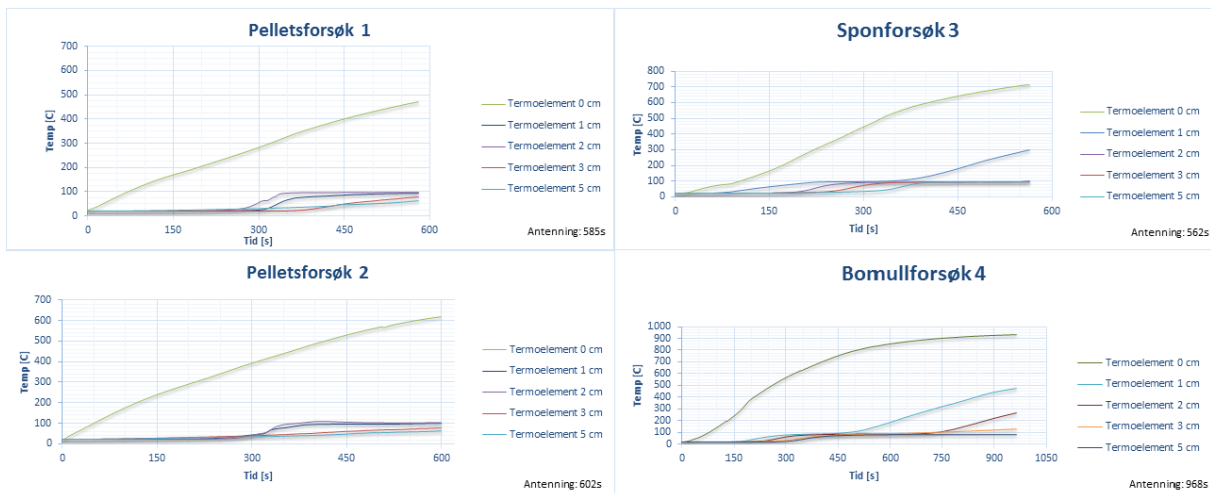 Pelletsforsøk 1
700
600
500
400
300
200
100
0
Temp [C]
0 150 300 450 600
Tid [s]
Termoelement 0 cm
Termoelement 1 cm
Termoelement 2 cm
Termoelement 3 cm
Termoelement 5 cm
Antenning: 585s
Sponforsøk 3
800
700
600
500
400
300
200
100
0
Temp [C]
0 150 300 450 600
Tid [s]
Termoelement 0 cm
Termoelement 1 cm
Termoelement 2 cm
Termoelement 3 cm
Termoelement 5 cm
Antenning: 562s
Pelletsforsøk 2
700
600
500
400
300
200
100
0
Temp [C]
0 150 300 450 600
Tid [s]
Termoelement 0 cm
Termoelement 1 cm
Termoelement 2 cm
Termoelement 3 cm
Termoelement 5 cm
Antenning: 602s
Bomullforsøk 4
1000
900
800
700
600
500
400
300
200
100
0
Temp [C]
0 150 300 450 600 750 900 1050
Tid [s]
Termoelement 0 cm
Termoelement 1 cm
Termoelement 2 cm
Termoelement 3 cm
Termoelement 5 cm
Antenning: 968s